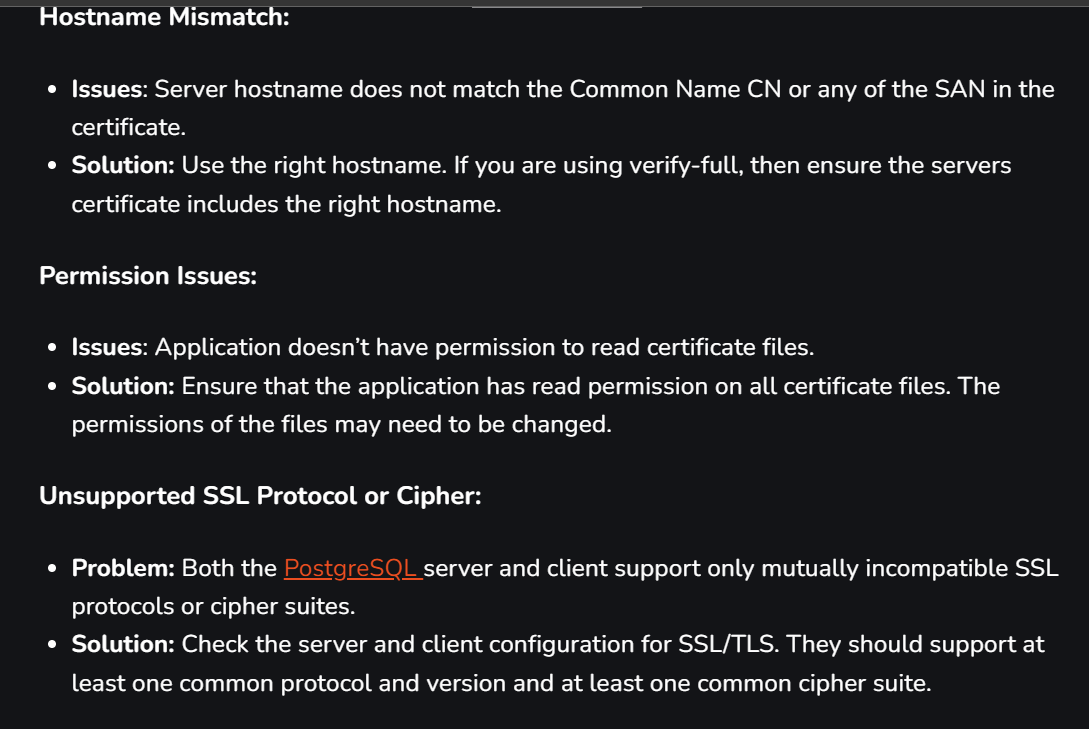 Hostname Mismatch:
• Issues: Server hostname does not match the Common Name CN or any of the SAN in the
certificate.
• Solution: Use the right hostname. If you are using verify-full, then ensure the servers
certificate includes the right hostname.
Permission Issues:
• Issues: Application doesn’t have permission to read certificate files.
• Solution: Ensure that the application has read permission on all certificate files. The
permissions of the files may need to be changed.
Unsupported SSL Protocol or Cipher:
• Problem: Both the PostgreSQL server and client support only mutually incompatible SSL
protocols or cipher suites.
• Solution: Check the server and client configuration for SSL/TLS. They should support at
least one common protocol and version and at least one common cipher suite.